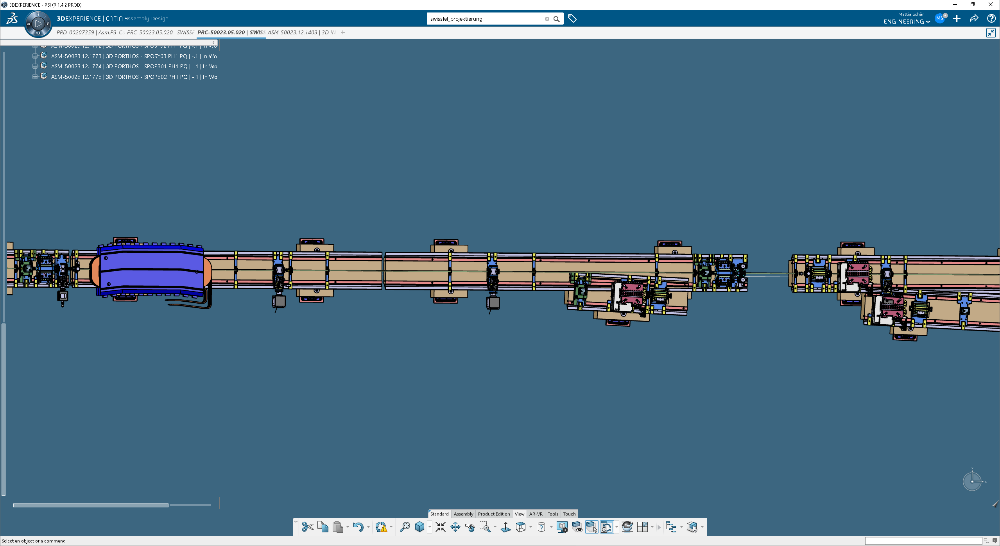 3DEXPERIENCE - PSI (R 1.4.2 PROD)
3DEXPERIENCE | CATIA Assembly Design
swissfel_projektierung
Mattia Schär
ENGINEERING
MS
3D
V.R
PRD-00207359 | Asm.P3-Co
PRC-50023.05.020 | SWISSF
PRC-50023.05.020 | SWISS
ASM-50023.12.1403 | 3D IN
ASM-50023.12.1772 | 3D PORTHOS - SPOSY02 PH1 PQ | -.1 | In Wo
ASM-50023.12.1773 | 3D PORTHOS - SPOSY03 PH1 PQ | -.1 | In Wo
ASM-50023.12.1774 | 3D PORTHOS - SPOP301 PH1 PQ | -.1 | In Wo
ASM-50023.12.1775 | 3D PORTHOS - SPOP302 PH1 PQ | -.1 | In Wo
Y
X
Standard Assembly Product Edition View AR-VR Tools Touch
Select an object or a command